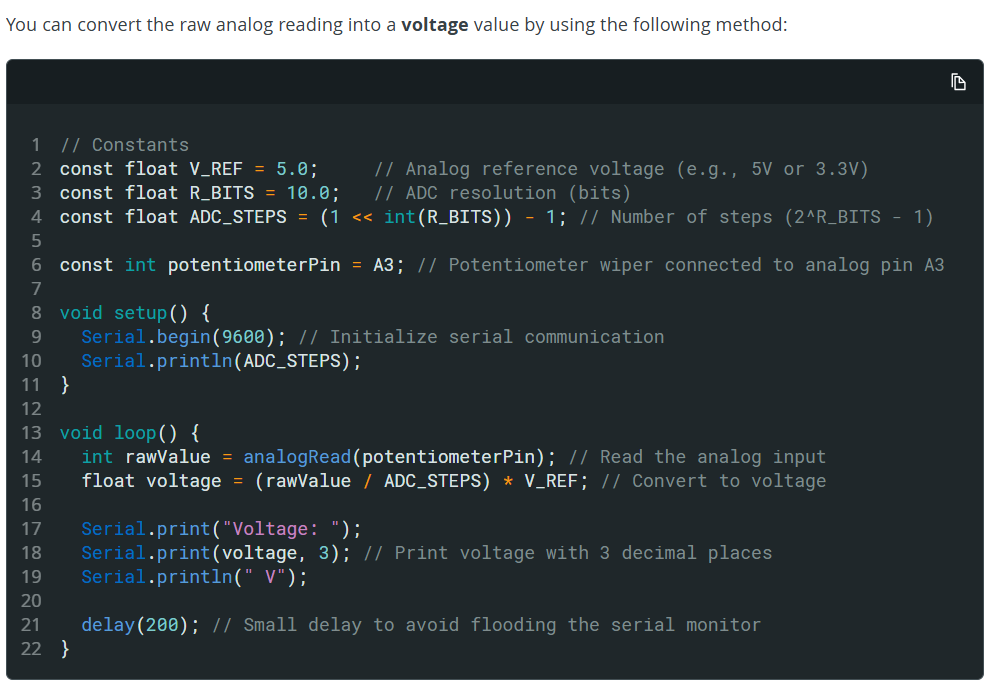 You can convert the raw analog reading into a voltage value by using the following method:
1 // Constants
2 const float V_REF = 5.0;     // Analog reference voltage (e.g., 5V or 3.3V)
3 const float R_BITS = 10.0;   // ADC resolution (bits)
4 const float ADC_STEPS = (1 << int(R_BITS)) - 1; // Number of steps (2^R_BITS - 1)
5
6 const int potentiometerPin = A3; // Potentiometer wiper connected to analog pin A3
7
8 void setup() {
9   Serial.begin(9600); // Initialize serial communication
10   Serial.println(ADC_STEPS);
11 }
12
13 void loop() {
14   int rawValue = analogRead(potentiometerPin); // Read the analog input
15   float voltage = (rawValue / ADC_STEPS) * V_REF; // Convert to voltage
16
17   Serial.print("Voltage: ");
18   Serial.print(voltage, 3); // Print voltage with 3 decimal places
19   Serial.println(" V");
20
21   delay(200); // Small delay to avoid flooding the serial monitor
22 }